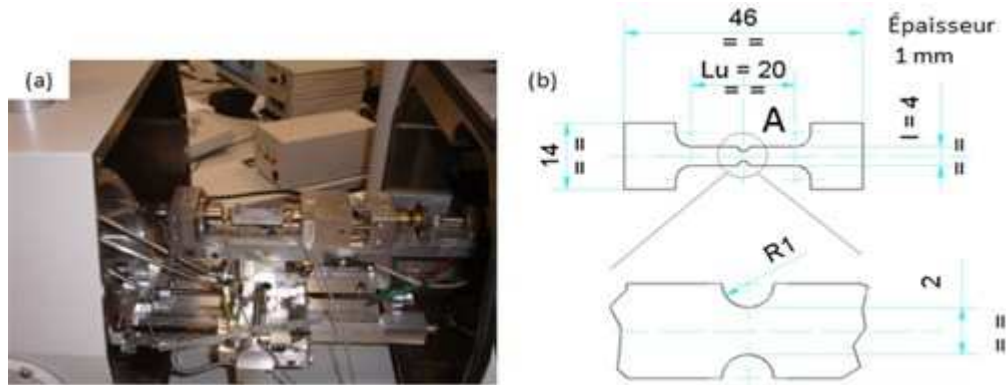 (a)
(b)
46
= =
Lu = 20
= =
Épaisseur
1 mm
A
14
= =
l = 4
= =
R1
2
= =